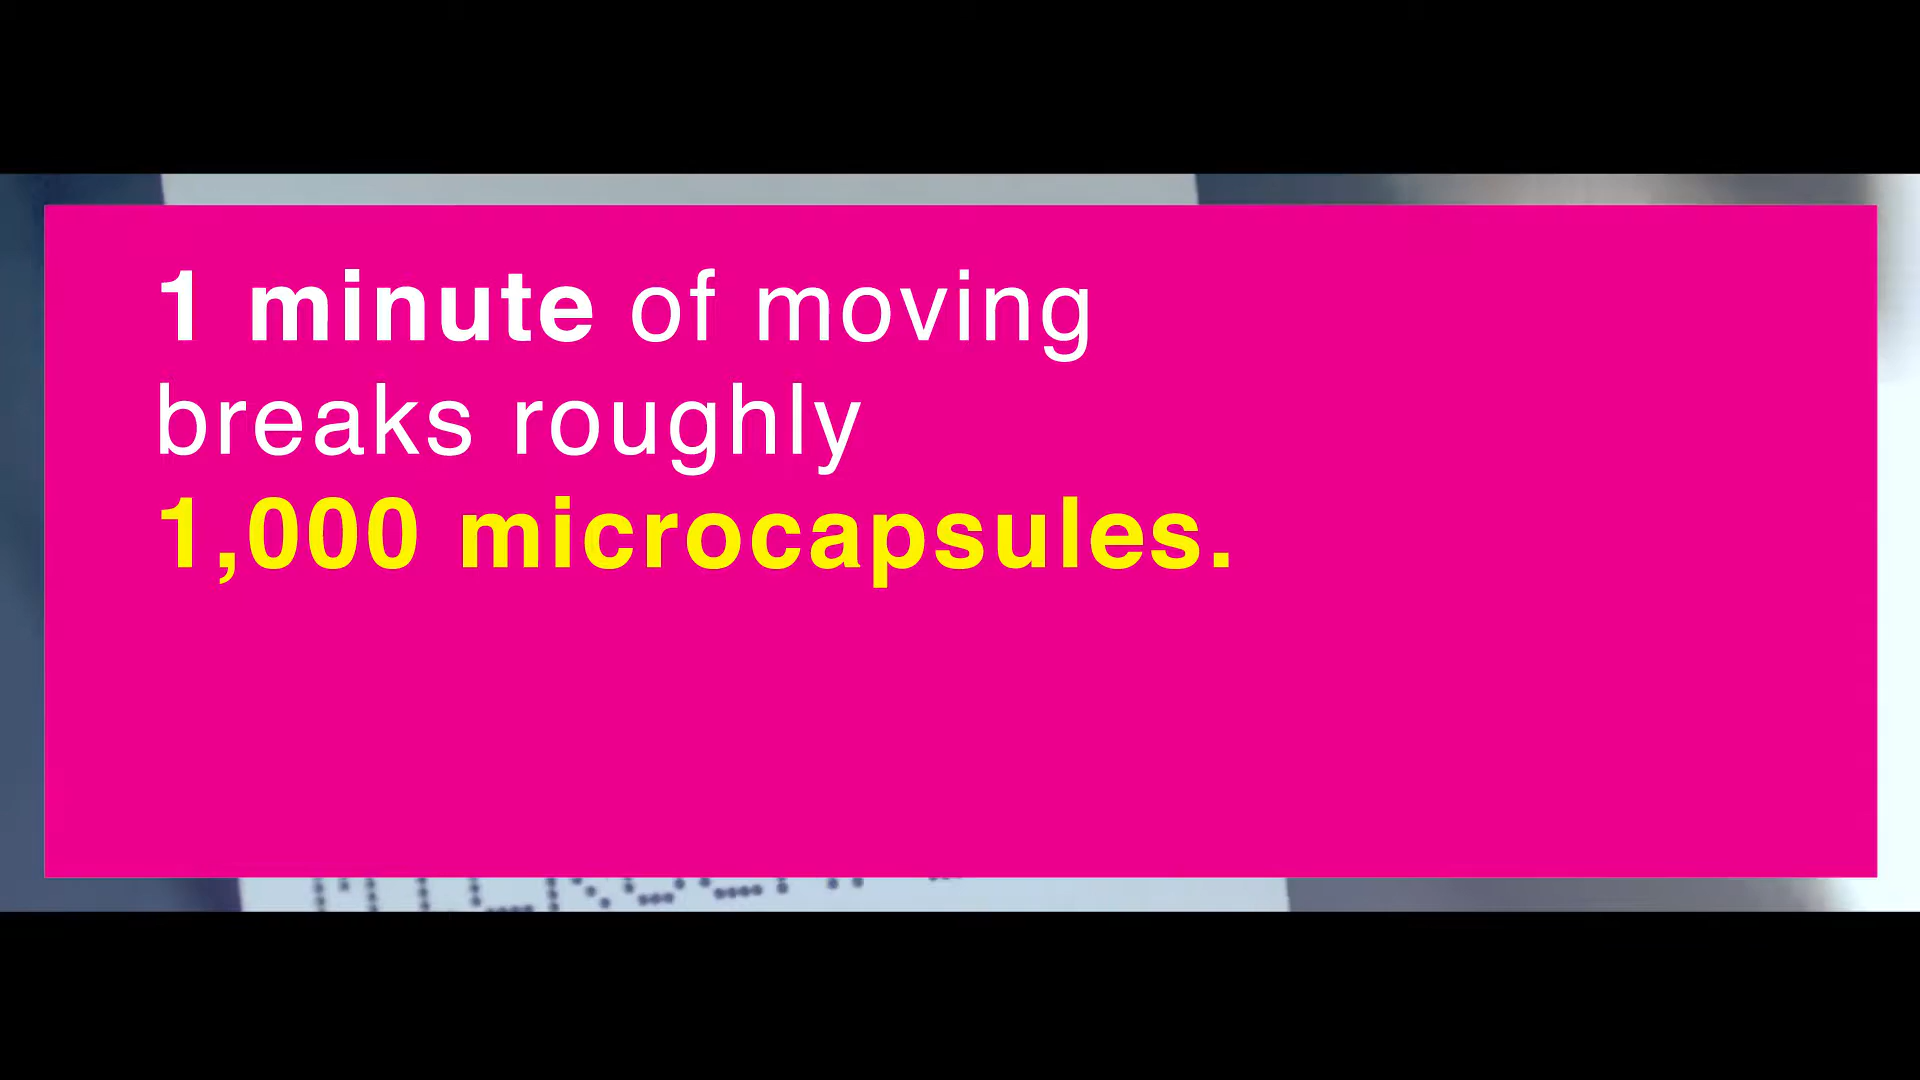 1 minute of moving
breaks roughly
1,000 microcapsules.